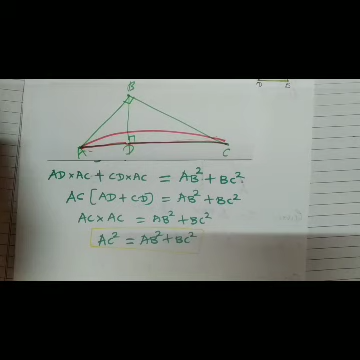 B
A D C
AD×AC + CD×AC = AB² + BC²
AC [AD + CD) = AB² + BC²
AC×AC = AB² + BC²
AC² = AB² + BC²